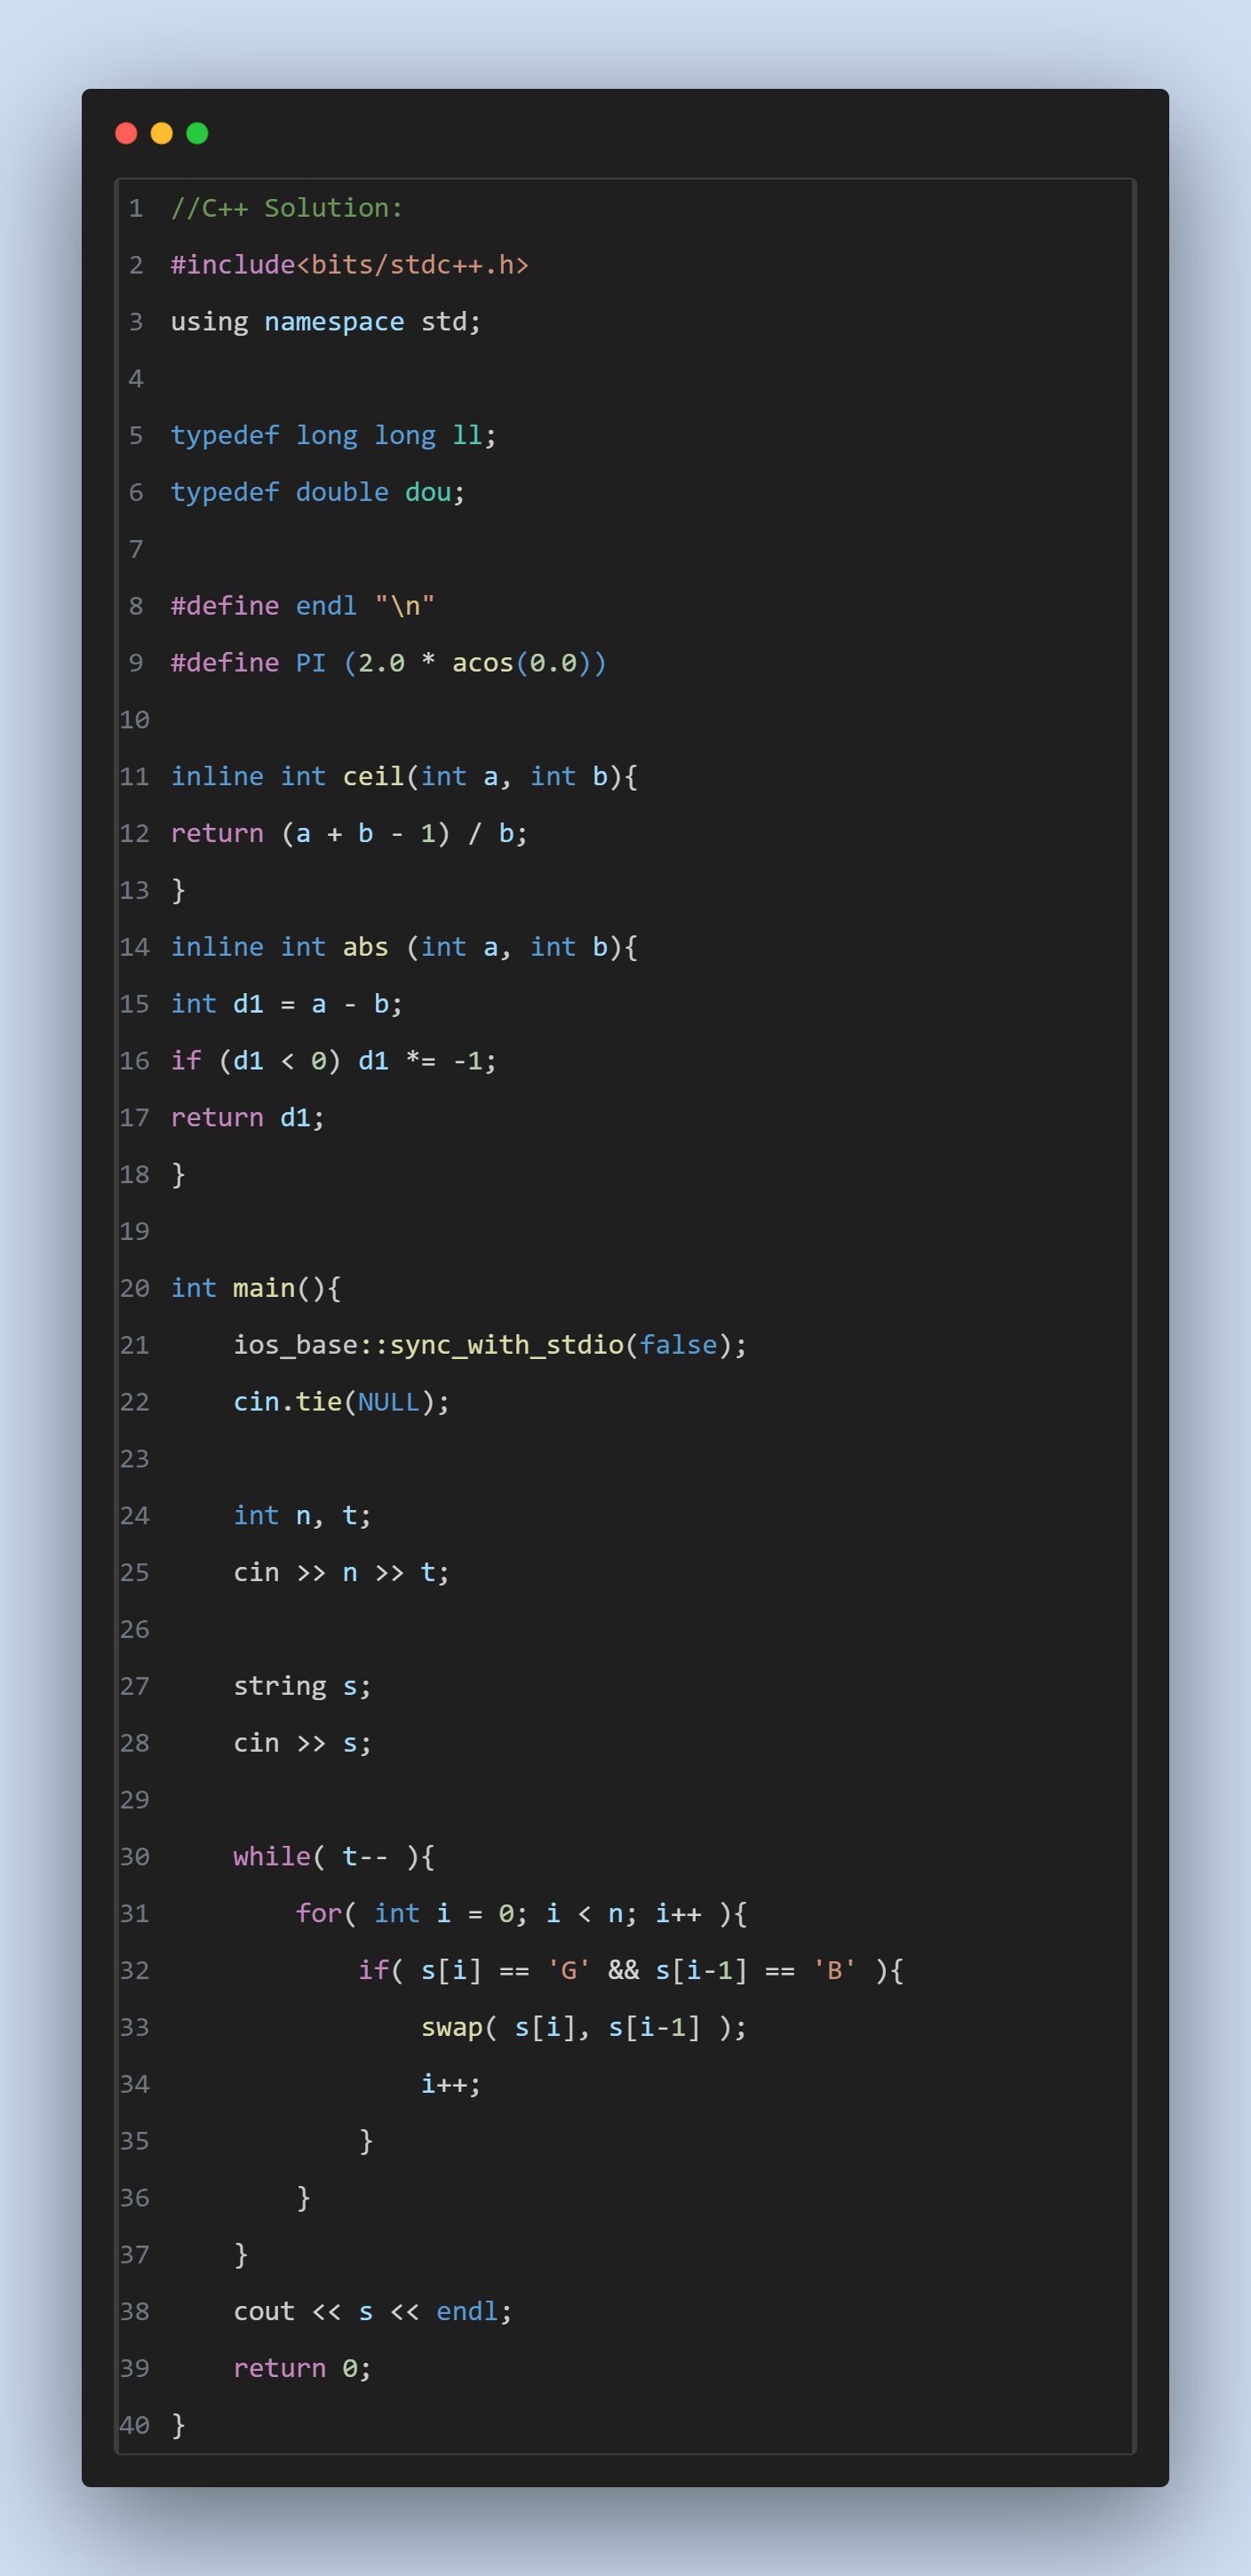 1 //C++ Solution:
2 #include<bits/stdc++.h>
3 using namespace std;
4
5 typedef long long ll;
6 typedef double dou;
7
8 #define endl "\n"
9 #define PI (2.0 * acos(0.0))
10
11 inline int ceil(int a, int b){
12 return (a + b - 1) / b;
13 }
14 inline int abs (int a, int b){
15 int d1 = a - b;
16 if (d1 < 0) d1 *= -1;
17 return d1;
18 }
19
20 int main(){
21     ios_base::sync_with_stdio(false);
22     cin.tie(NULL);
23
24     int n, t;
25     cin >> n >> t;
26
27     string s;
28     cin >> s;
29
30     while( t-- ){
31         for( int i = 0; i < n; i++ ){
32             if( s[i] == 'G' && s[i-1] == 'B' ){
33                 swap( s[i], s[i-1] );
34                 i++;
35             }
36         }
37     }
38     cout << s << endl;
39     return 0;
40 }